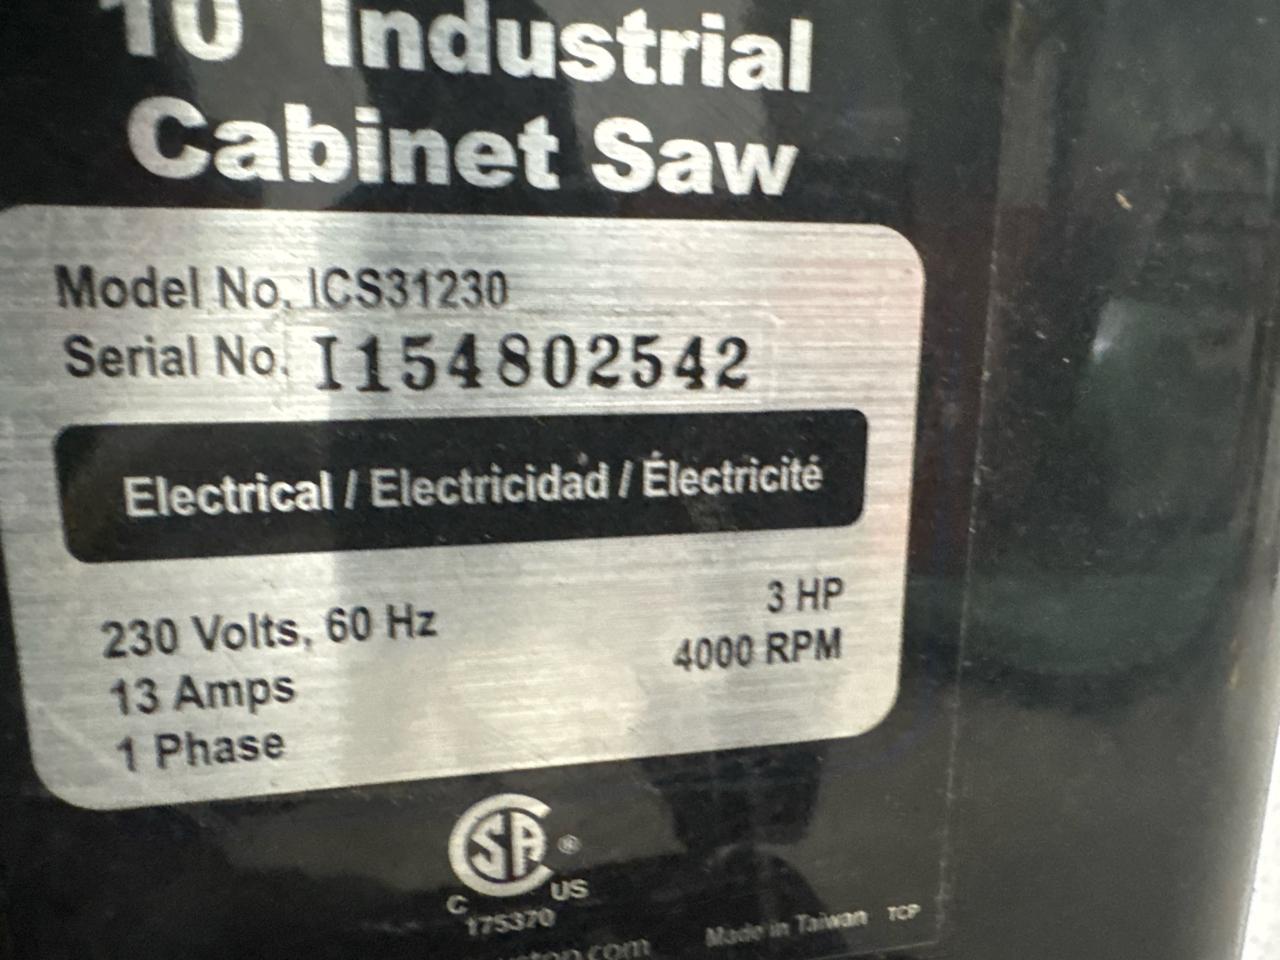 10 Industrial
Cabinet Saw
Model No. ICS31230
Serial No. I154802542
Electrical / Electricidad / Électricité
230 Volts, 60 Hz
3 HP
13 Amps
4000 RPM
1 Phase
CSA ®
C US
175370
Made in Taiwan TCP